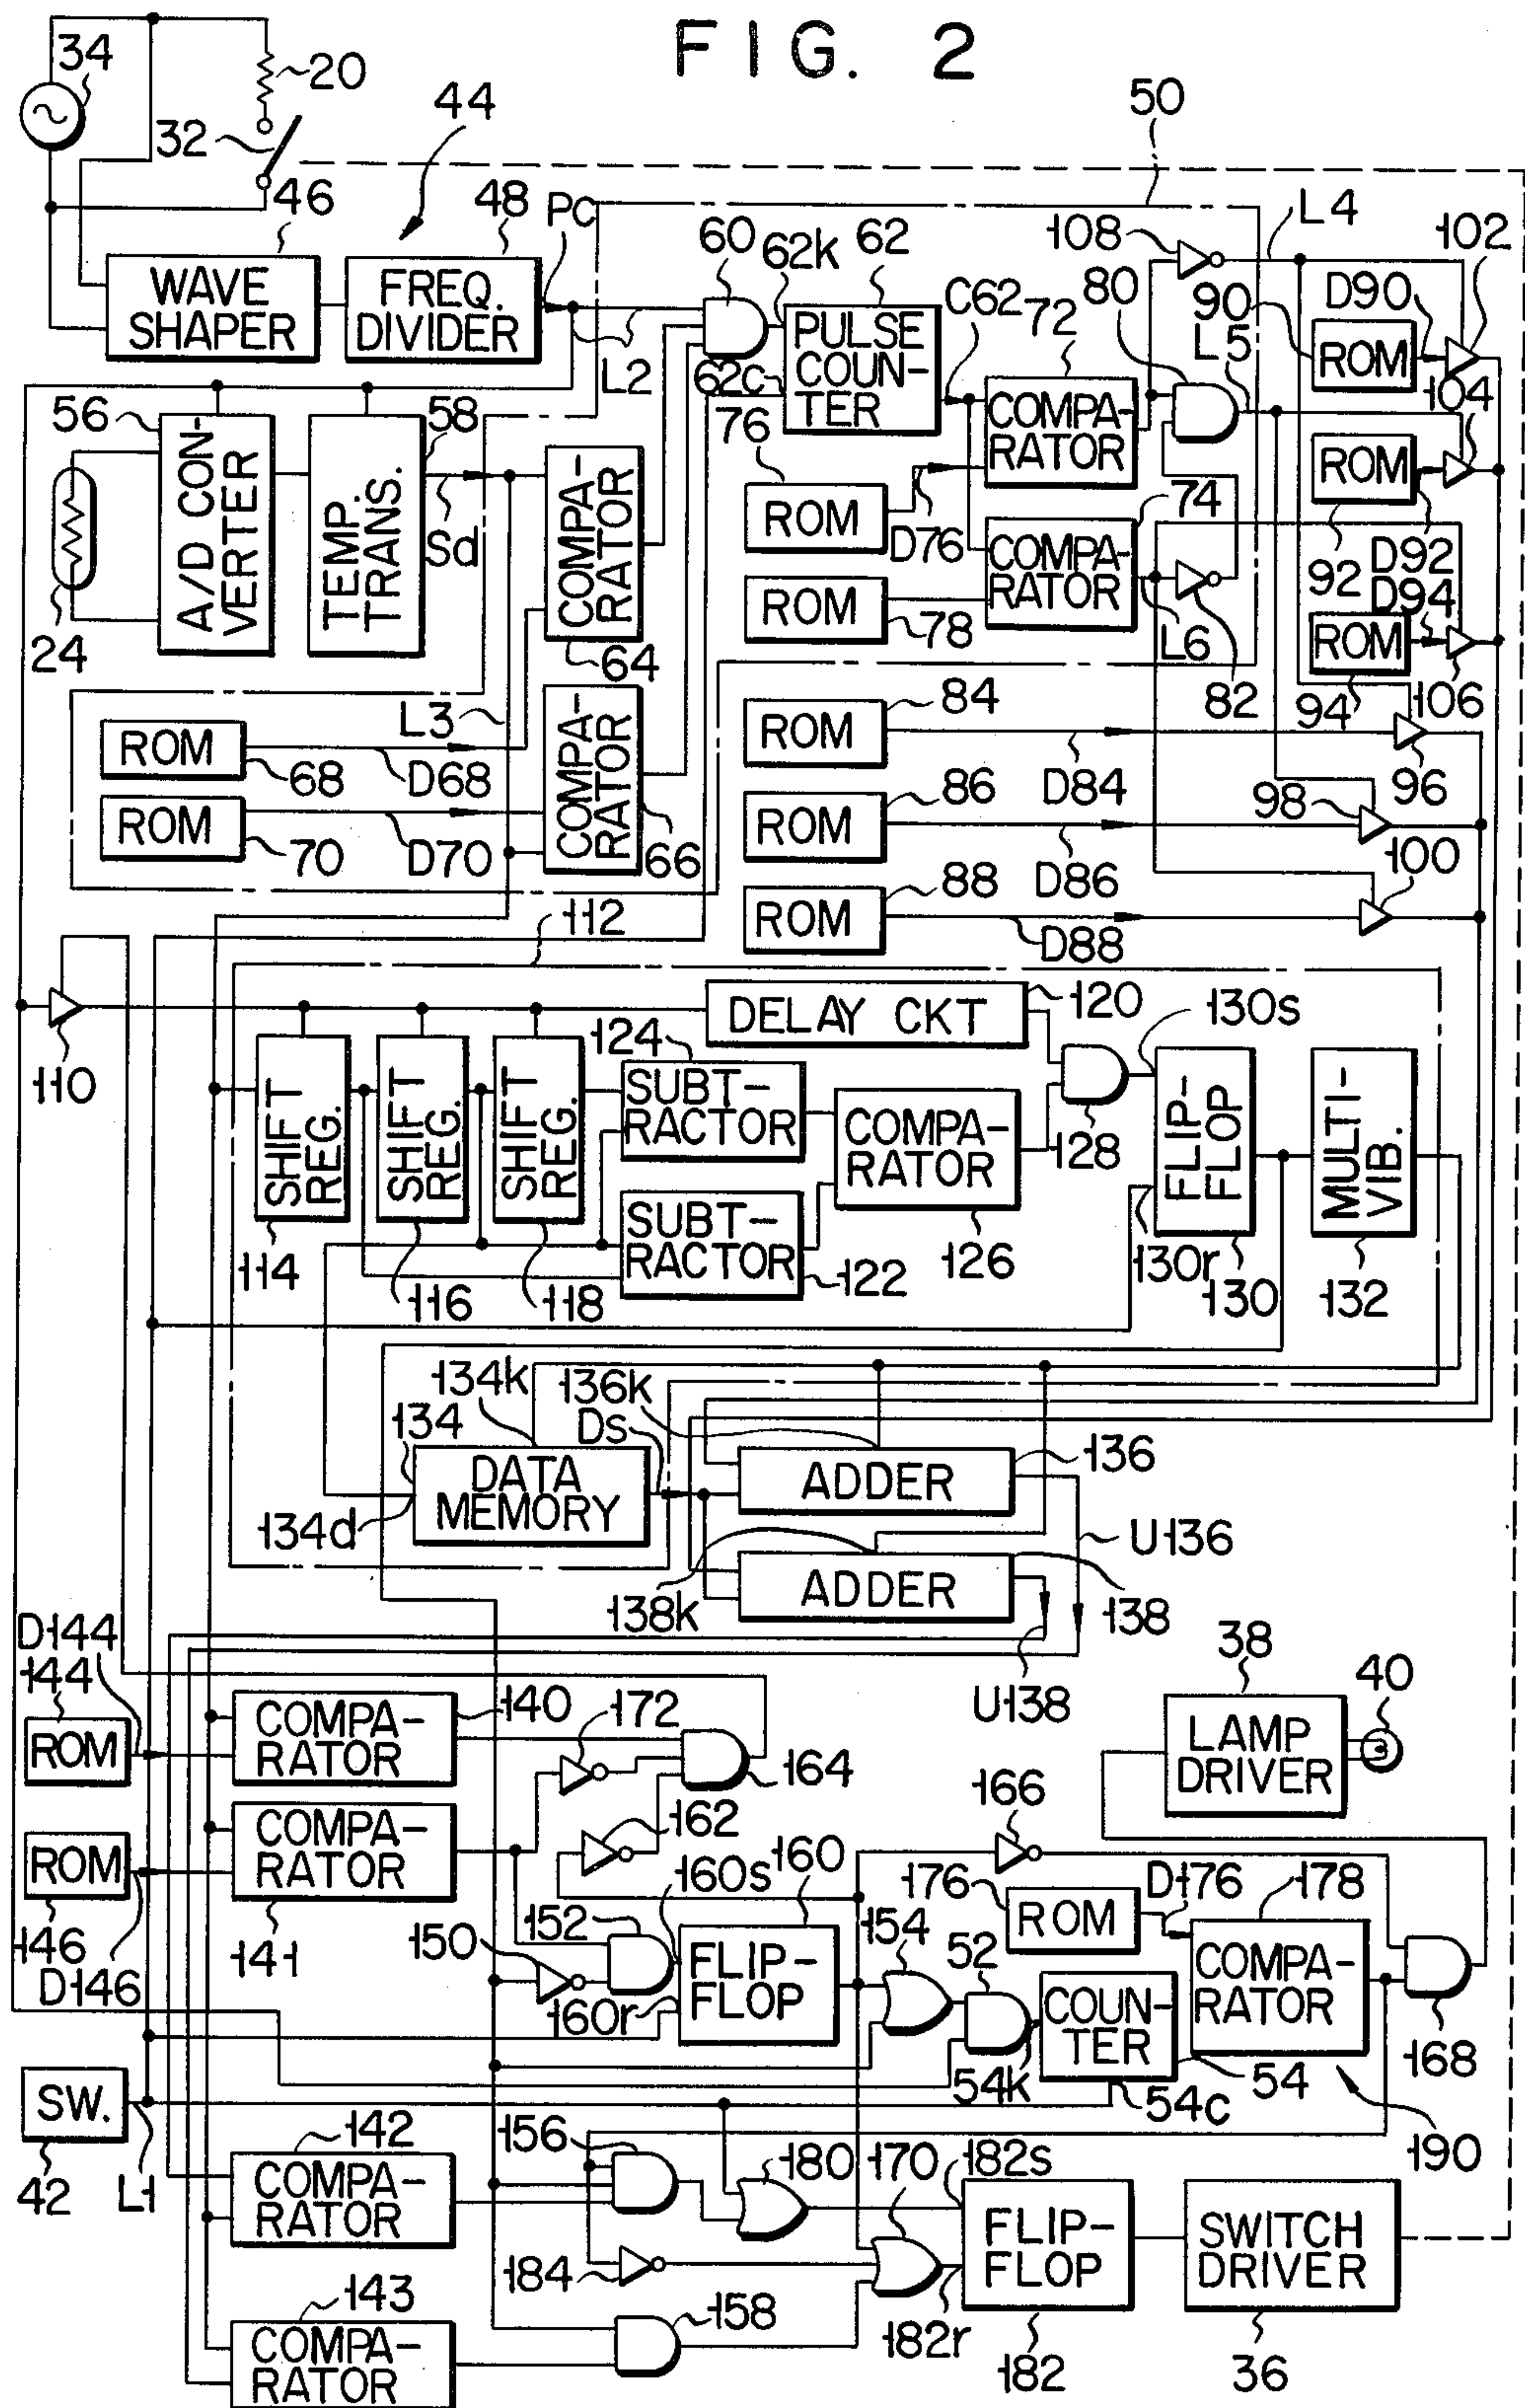 FIG. 2
34
20
32
44
50
46
48
PC
60
62k
62
108
L4
102
WAVE SHAPER
FREQ. DIVIDER
L2
62c
PULSE COUN-TER
C62
72
80
90
D90
L5
ROM
104
56
58
76
COMPA-RATOR
ROM
A/D CON-VERTER
TEMP. TRANS.
Sd
COMPA-RATOR
ROM
D76
74
COMPA-RATOR
92
D92
D94
24
64
ROM
78
L6
82
ROM
94
106
L3
84
ROM
68
D68
COMPA-RATOR
ROM
D84
96
86
98
ROM
70
D70
66
ROM
D86
100
88
112
ROM
D88
110
DELAY CKT
120
130s
124
SHIFT REG.
SHIFT REG.
SHIFT REG.
SUBT-RACTOR
COMPA-RATOR
128
FLIP-FLOP
MULTI-VIB.
SUBT-RACTOR
114
116
118
122
126
130r
130
132
134k
136k
134
Ds
DATA MEMORY
ADDER
136
134d
U136
ADDER
138k
138
D144
144
38
40
U138
ROM
COMPA-RATOR
140
172
164
LAMP DRIVER
ROM
COMPA-RATOR
162
166
160s
160
176
D176
178
146
D146
141
150
152
154
52
ROM
FLIP-FLOP
160r
COUN-TER
COMPA-RATOR
168
SW.
54k
54
54c
42
L1
142
156
180
170
182s
190
COMPA-RATOR
FLIP-FLOP
SWITCH DRIVER
184
143
158
182r
182
36
COMPA-RATOR